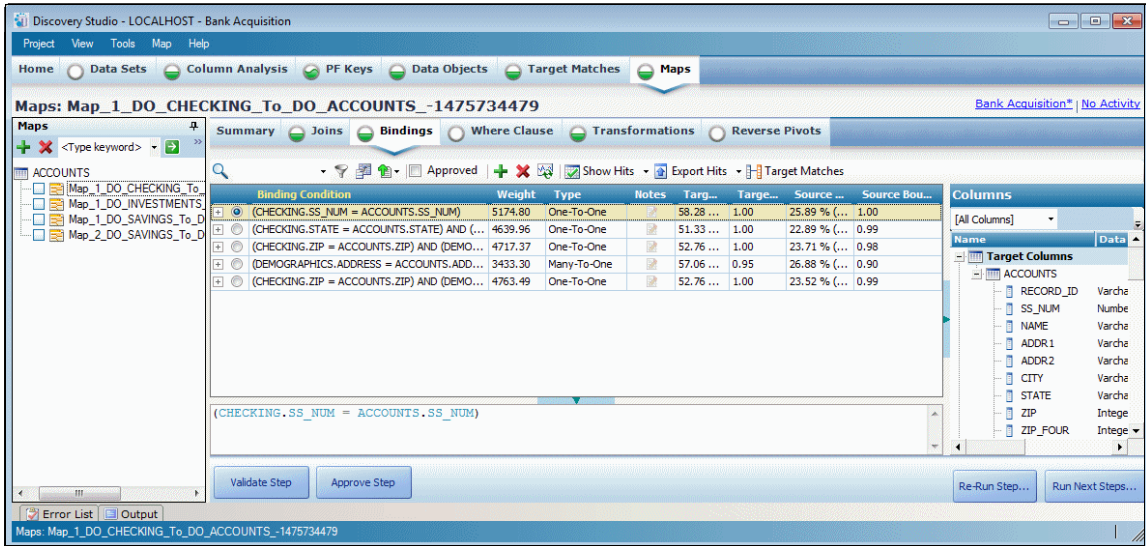 Discovery Studio - LOCALHOST - Bank Acquisition
Project View Tools Map Help
Home Data Sets Column Analysis PF Keys Data Objects Target Matches Maps
Maps: Map_1_DO_CHECKING_To_DO_ACCOUNTS_-1475734479
Bank Acquisition* | No Activity
Maps
<Type keyword>
ACCOUNTS
Map_1_DO_CHECKING_To_
Map_1_DO_INVESTMENTS_
Map_1_DO_SAVINGS_To_D
Map_2_DO_SAVINGS_To_D
Summary Joins Bindings Where Clause Transformations Reverse Pivots
Approved Show Hits Export Hits Target Matches
Binding Condition Weight Type Notes Targ... Targe... Source ... Source Bou...
(CHECKING.SS_NUM = ACCOUNTS.SS_NUM) 5174.80 One-To-One 58.28 ... 1.00 25.89 % (... 1.00
(CHECKING.STATE = ACCOUNTS.STATE) AND (... 4639.96 One-To-One 51.33 ... 1.00 22.89 % (... 0.99
(CHECKING.ZIP = ACCOUNTS.ZIP) AND (DEMO... 4717.37 One-To-One 52.76 ... 1.00 23.71 % (... 0.98
(DEMOGRAPHICS.ADDRESS = ACCOUNTS.ADD... 3433.30 Many-To-One 57.06 ... 0.95 26.88 % (... 0.90
(CHECKING.ZIP = ACCOUNTS.ZIP) AND (DEMO... 4763.49 One-To-One 52.76 ... 1.00 23.52 % (... 0.99
(CHECKING.SS_NUM = ACCOUNTS.SS_NUM)
Validate Step Approve Step
Columns
[All Columns]
Name Data
Target Columns
ACCOUNTS
RECORD_ID Varcha
SS_NUM Numbe
NAME Varcha
ADDR1 Varcha
ADDR2 Varcha
CITY Varcha
STATE Varcha
ZIP Intege
ZIP_FOUR Intege
Re-Run Step... Run Next Steps...
Error List Output
Maps: Map_1_DO_CHECKING_To_DO_ACCOUNTS_-1475734479